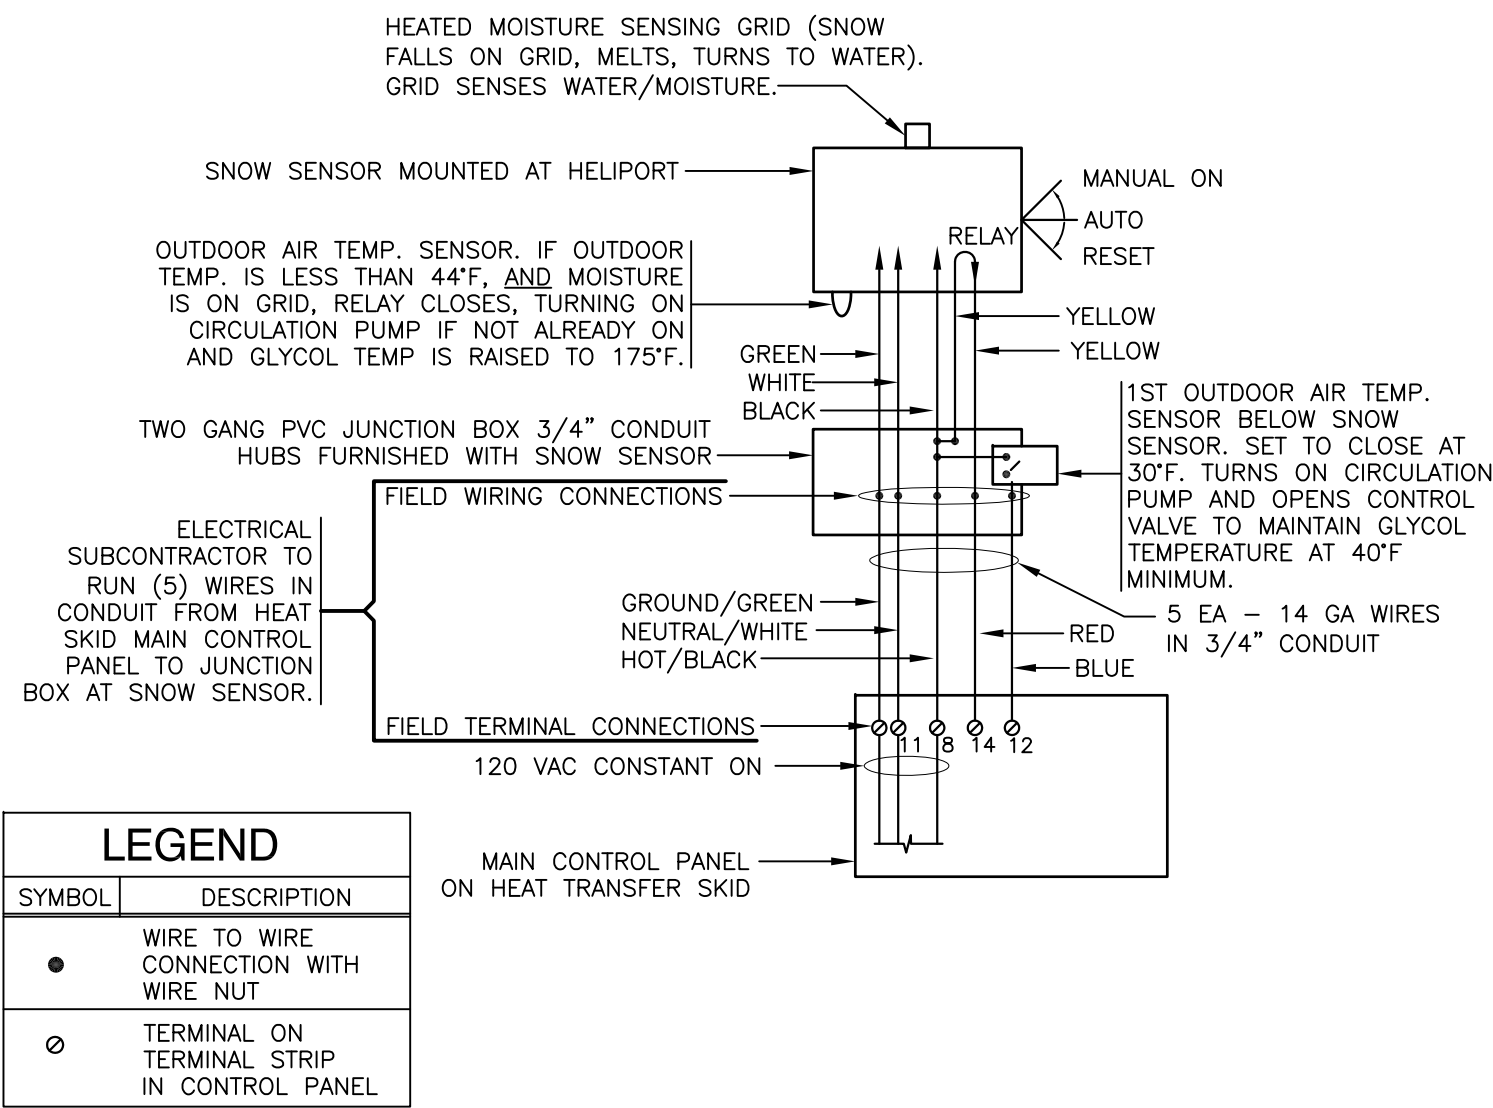 HEATED MOISTURE SENSING GRID (SNOW
FALLS ON GRID, MELTS, TURNS TO WATER).
GRID SENSES WATER/MOISTURE.
SNOW SENSOR MOUNTED AT HELIPORT
MANUAL ON
AUTO
RESET
RELAY
OUTDOOR AIR TEMP. SENSOR. IF OUTDOOR
TEMP. IS LESS THAN 44°F, AND MOISTURE
IS ON GRID, RELAY CLOSES, TURNING ON
CIRCULATION PUMP IF NOT ALREADY ON
AND GLYCOL TEMP IS RAISED TO 175°F.
YELLOW
YELLOW
GREEN
WHITE
BLACK
1ST OUTDOOR AIR TEMP.
SENSOR BELOW SNOW
SENSOR. SET TO CLOSE AT
30°F. TURNS ON CIRCULATION
PUMP AND OPENS CONTROL
VALVE TO MAINTAIN GLYCOL
TEMPERATURE AT 40°F
MINIMUM.
TWO GANG PVC JUNCTION BOX 3/4" CONDUIT
HUBS FURNISHED WITH SNOW SENSOR
FIELD WIRING CONNECTIONS
ELECTRICAL
SUBCONTRACTOR TO
RUN (5) WIRES IN
CONDUIT FROM HEAT
SKID MAIN CONTROL
PANEL TO JUNCTION
BOX AT SNOW SENSOR.
5 EA – 14 GA WIRES
IN 3/4" CONDUIT
GROUND/GREEN
NEUTRAL/WHITE
HOT/BLACK
RED
BLUE
FIELD TERMINAL CONNECTIONS
11 8 14 12
120 VAC CONSTANT ON
MAIN CONTROL PANEL
ON HEAT TRANSFER SKID
LEGEND
SYMBOL DESCRIPTION
WIRE TO WIRE
CONNECTION WITH
WIRE NUT
TERMINAL ON
TERMINAL STRIP
IN CONTROL PANEL